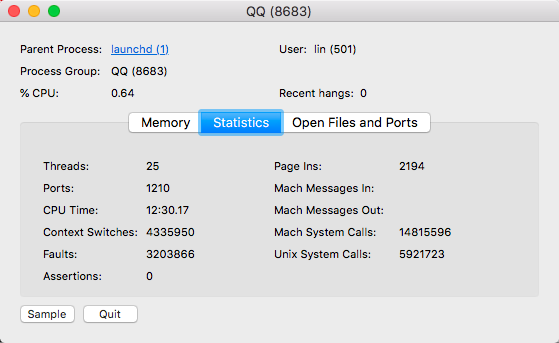 QQ (8683)
Parent Process: launchd (1) User: lin (501)
Process Group: QQ (8683)
% CPU: 0.64 Recent hangs: 0
Memory Statistics Open Files and Ports
Threads: 25 Page Ins: 2194
Ports: 1210 Mach Messages In:
CPU Time: 12:30.17 Mach Messages Out:
Context Switches: 4335950 Mach System Calls: 14815596
Faults: 3203866 Unix System Calls: 5921723
Assertions: 0
Sample Quit